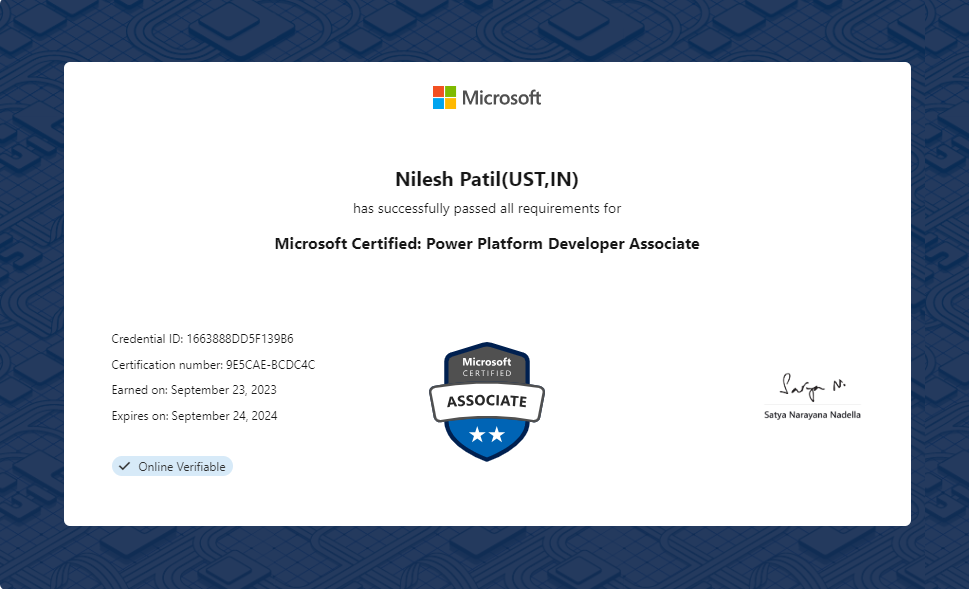 Microsoft
Nilesh Patil(UST,IN)
has successfully passed all requirements for
Microsoft Certified: Power Platform Developer Associate
Credential ID: 1663888DD5F139B6
Certification number: 9E5CAE-BCDC4C
Earned on: September 23, 2023
Expires on: September 24, 2024
Online Verifiable
Microsoft
CERTIFIED
ASSOCIATE
Satya N.
Satya Narayana Nadella